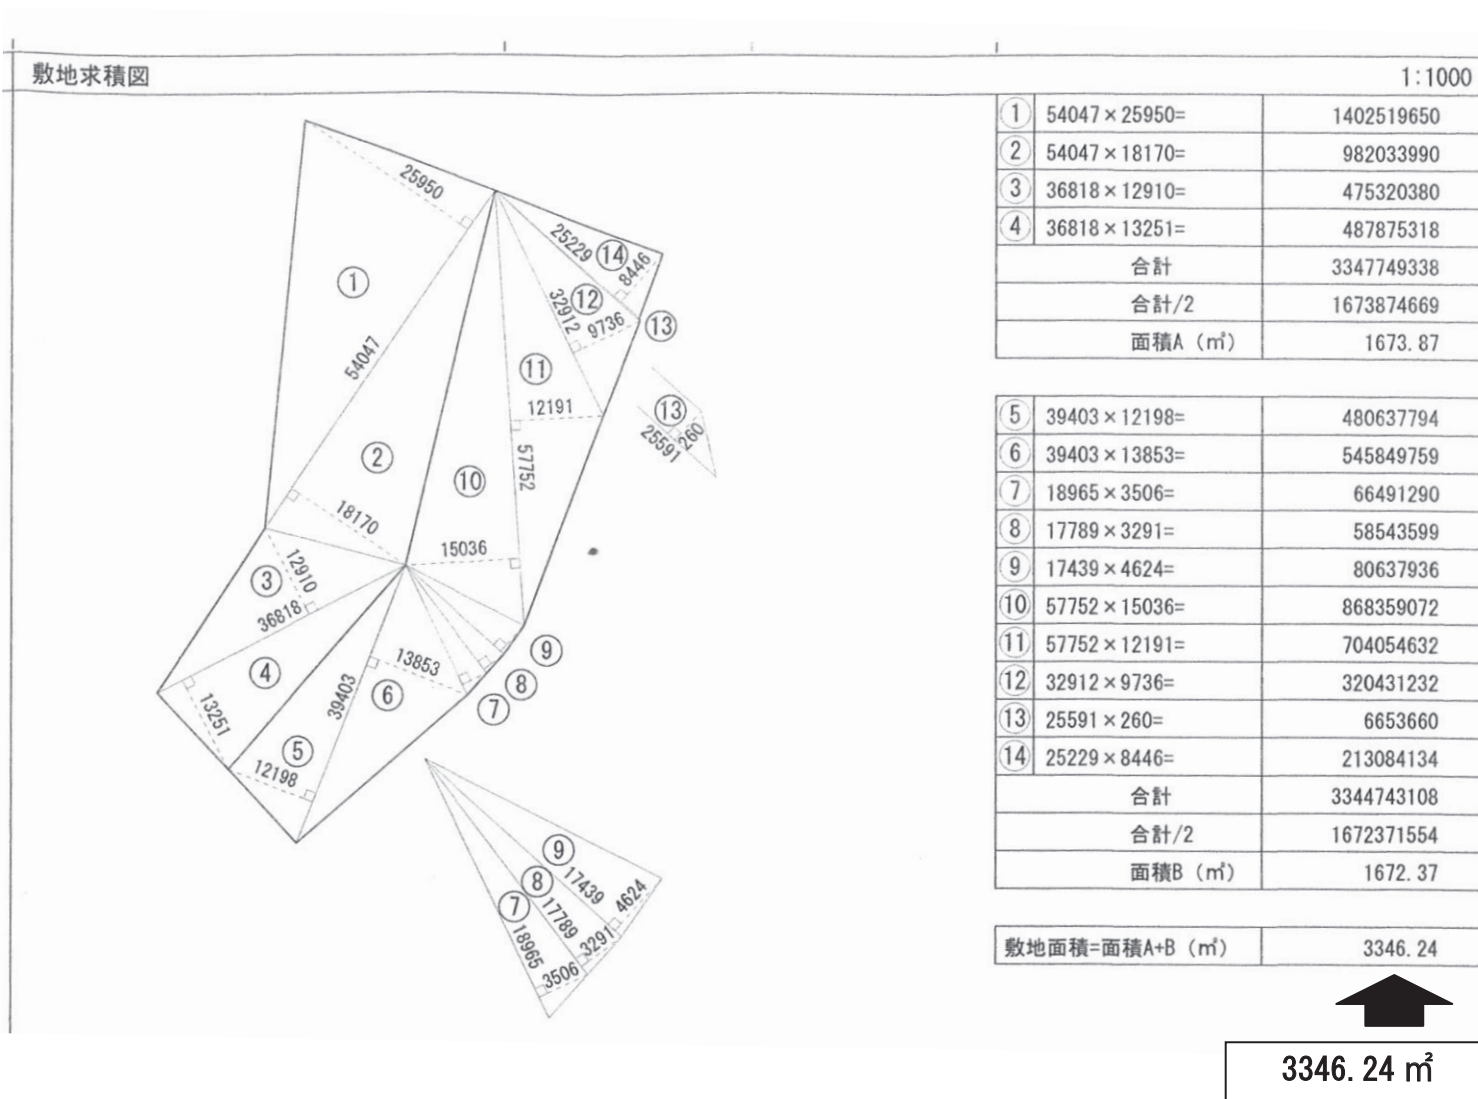 敷地求積図
1:1000
① 54047×25950= 1402519650
② 54047×18170= 982033990
③ 36818×12910= 475320380
④ 36818×13251= 487875318
合計 3347749338
合計/2 1673874669
面積A (㎡) 1673.87
⑤ 39403×12198= 480637794
⑥ 39403×13853= 545849759
⑦ 18965×3506= 66491290
⑧ 17789×3291= 58543599
⑨ 17439×4624= 80637936
⑩ 57752×15036= 868359072
⑪ 57752×12191= 704054632
⑫ 32912×9736= 320431232
⑬ 25591×260= 6653660
⑭ 25229×8446= 213084134
合計 3344743108
合計/2 1672371554
面積B (㎡) 1672.37
敷地面積=面積A+B (㎡) 3346.24
3346.24 ㎡
25950
25229
⑭
8446
①
⑫
32912
9736
⑬
54047
⑪
12191
⑬
25591
260
②
57752
⑩
18170
15036
12910
③
36818
⑨
13853
④
⑧
39403
⑥
13251
⑦
⑤
12198
⑨
17439
⑧
4624
⑦
17789
18965
3291
3506